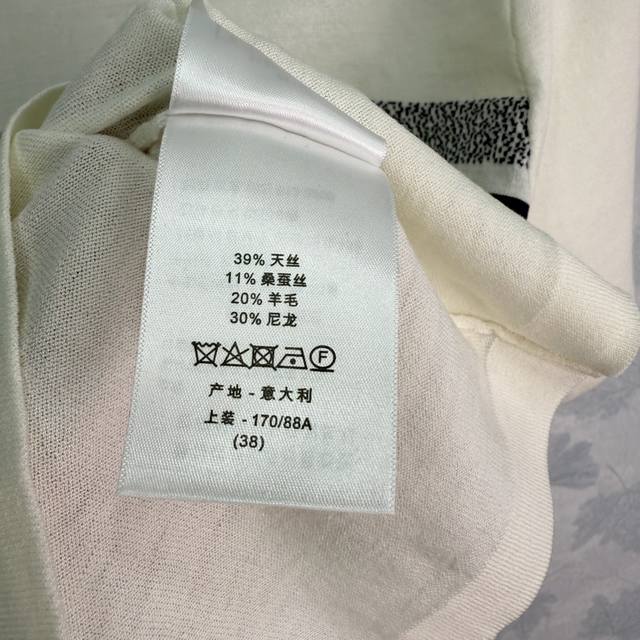 39% 天丝
11% 桑蚕丝
20% 羊毛
30% 尼龙
F
产地 - 意大利
上装 - 170/88A
(38)